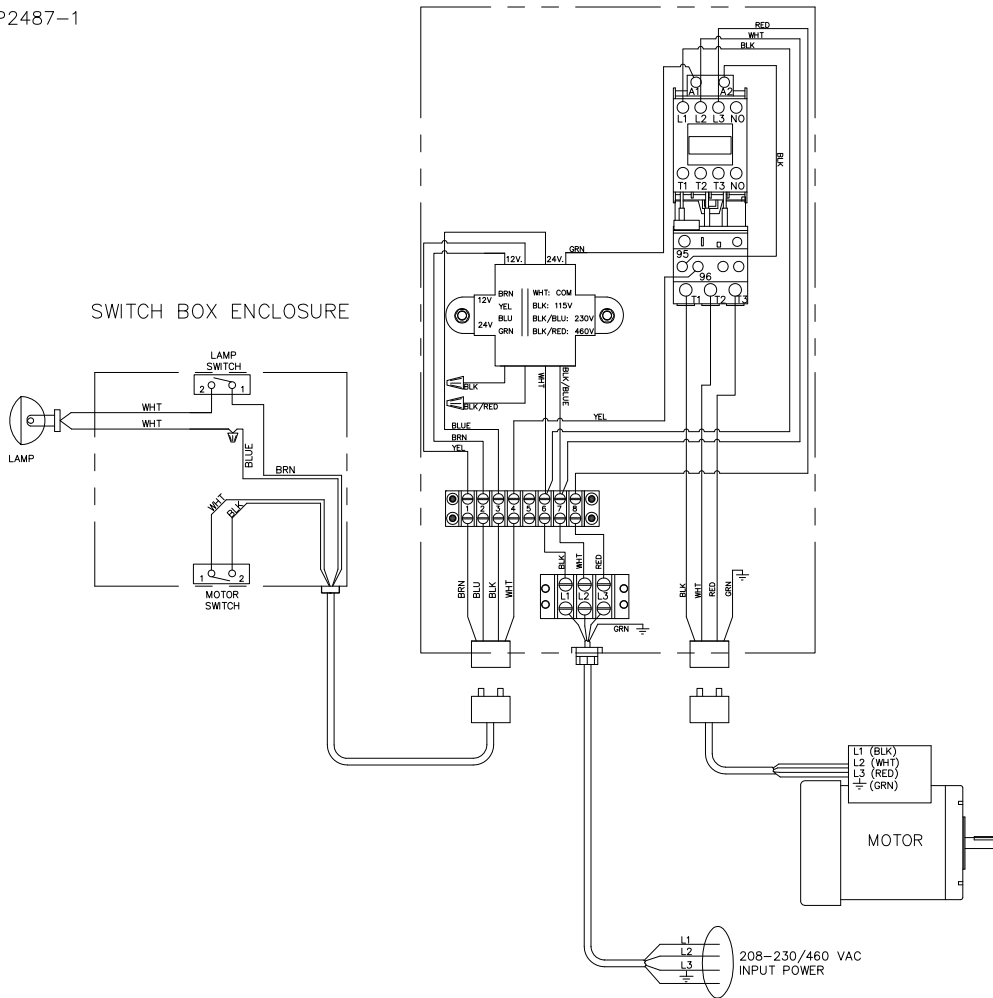 P2487-1
RED
WHT
BLK
A1 A2
L1 L2 L3 NO
BLK
T1 T2 T3 NO
95
96
T1 T2 T3
GRN
12V. 24V.
12V
24V
BRN
YEL
BLU
GRN
WHT: COM
BLK: 115V
BLK/BLU: 230V
BLK/RED: 460V
BLK
BLK/RED
WHT
BLK/BLUE
YEL
BLUE
BRN
YEL
SWITCH BOX ENCLOSURE
LAMP
SWITCH
2 1
WHT
WHT
LAMP
BLUE
BRN
WHT
BLK
1 2
MOTOR
SWITCH
1 2 3 4 5 6 7 8
BRN
BLU
BLK
WHT
BLK
WHT
RED
L1 L2 L3
GRN
BLK
WHT
RED
GRN
L1 (BLK)
L2 (WHT)
L3 (RED)
(GRN)
MOTOR
L1
L2
L3
208-230/460 VAC
INPUT POWER